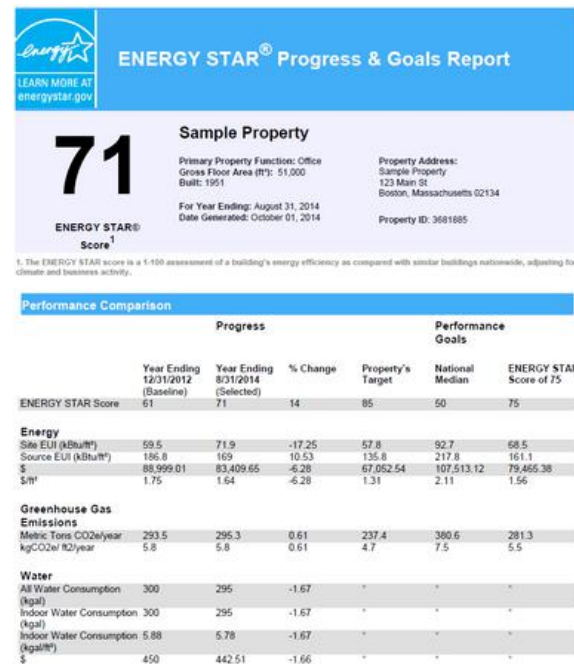 energy
LEARN MORE AT
energystar.gov
ENERGY STAR® Progress & Goals Report
71
ENERGY STAR®
Score1
Sample Property
Primary Property Function: Office
Gross Floor Area (ft²): 51,000
Built: 1951
For Year Ending: August 31, 2014
Date Generated: October 01, 2014
Property Address:
Sample Property
123 Main St
Boston, Massachusetts 02134
Property ID: 3681885
1. The ENERGY STAR score is a 1-100 assessment of a building's energy efficiency as compared with similar buildings nationwide, adjusting for
climate and business activity.
Performance Comparison
Progress Performance
Goals
Year Ending 12/31/2012 (Baseline) Year Ending 8/31/2014 (Selected) % Change Property's Target National Median ENERGY STAR Score of 75
ENERGY STAR Score 61 71 14 85 50 75
Energy
Site EUI (kBtu/ft²) 59.5 71.9 -17.25 57.8 92.7 68.5
Source EUI (kBtu/ft²) 186.8 169 10.53 135.8 217.8 161.1
$ 88,999.01 83,409.65 -6.28 67,052.54 107,513.12 79,465.38
$/ft² 1.75 1.64 -6.28 1.31 2.11 1.56
Greenhouse Gas
Emissions
Metric Tons CO2e/year 293.5 295.3 0.61 237.4 380.6 281.3
kgCO2e/ ft2/year 5.8 5.8 0.61 4.7 7.5 5.5
Water
All Water Consumption (kgal) 300 295 -1.67 * * *
Indoor Water Consumption (kgal) 300 295 -1.67 * * *
Indoor Water Consumption (kgal/ft²) 5.88 5.78 -1.67 * * *
$ 450 442.51 -1.66 * * *